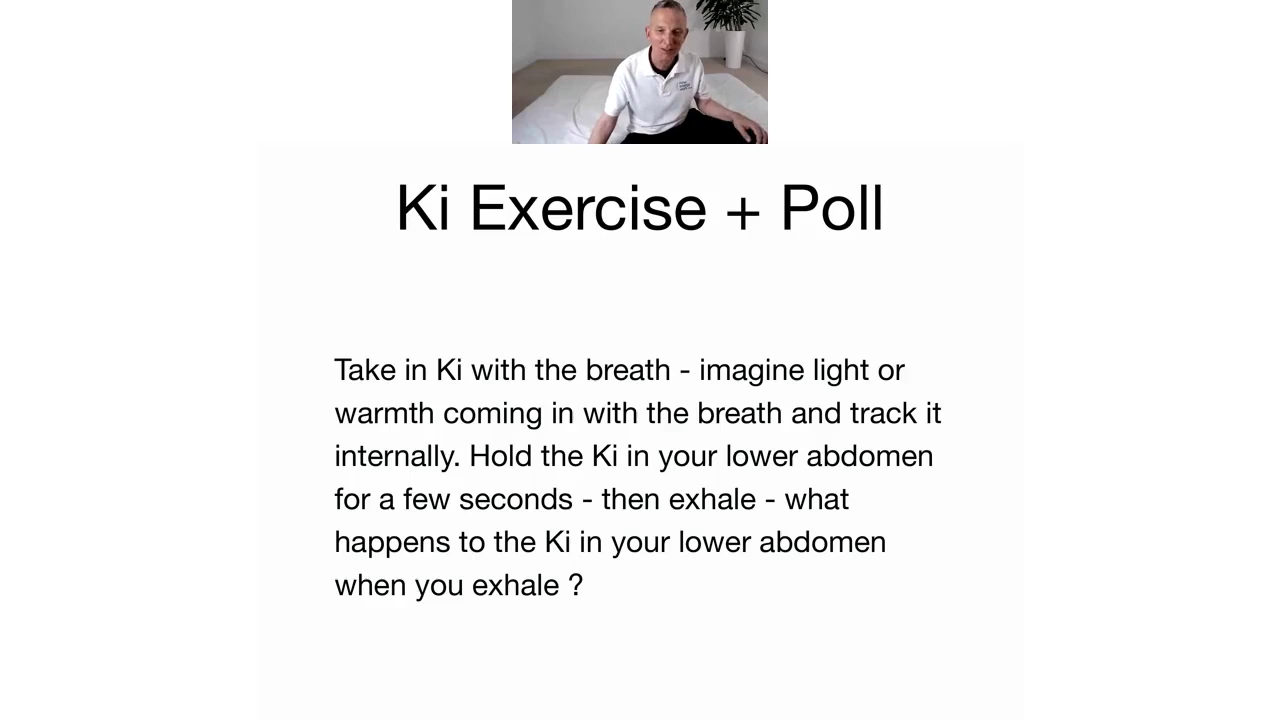 Ki Exercise + Poll
Take in Ki with the breath - imagine light or
warmth coming in with the breath and track it
internally. Hold the Ki in your lower abdomen
for a few seconds - then exhale - what
happens to the Ki in your lower abdomen
when you exhale ?